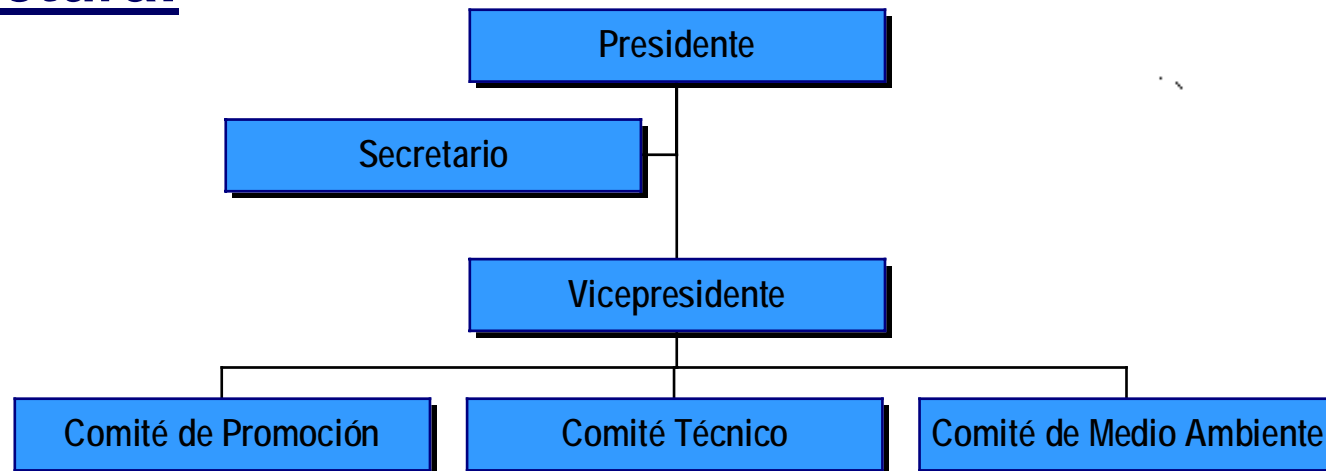 Presidente
Secretario
Vicepresidente
Comité de Promoción
Comité Técnico
Comité de Medio Ambiente